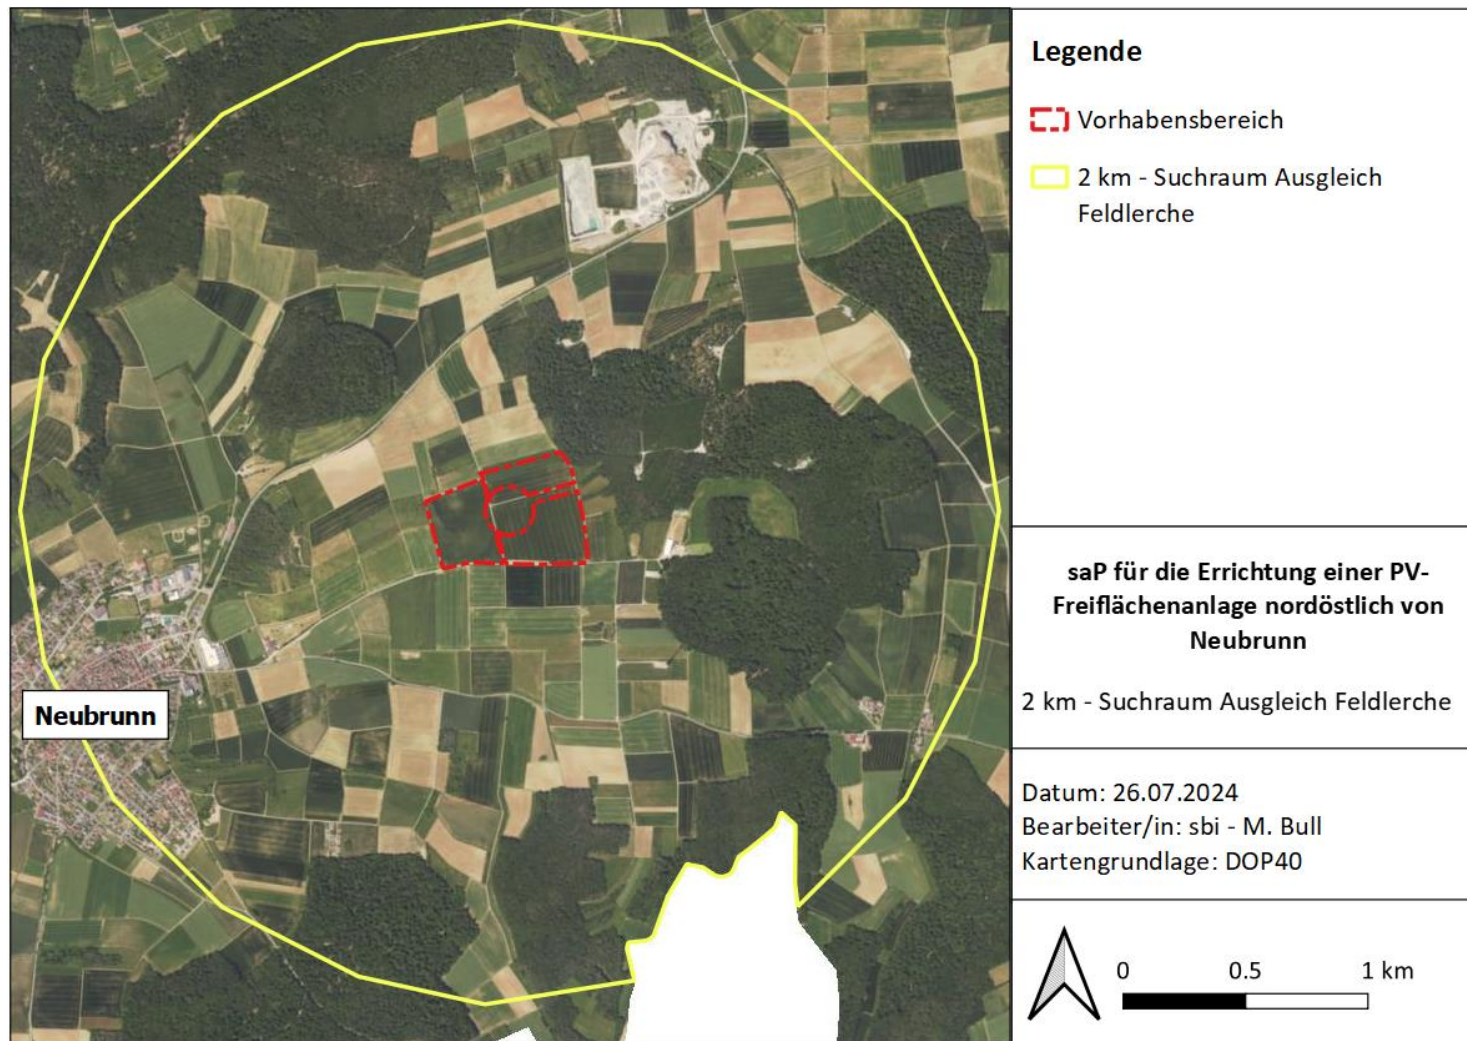 Legende
Vorhabensbereich
2 km - Suchraum Ausgleich
Feldlerche
Neubrunn
saP für die Errichtung einer PV-
Freiflächenanlage nordöstlich von
Neubrunn
2 km - Suchraum Ausgleich Feldlerche
Datum: 26.07.2024
Bearbeiter/in: sbi - M. Bull
Kartengrundlage: DOP40
0 0.5 1 km